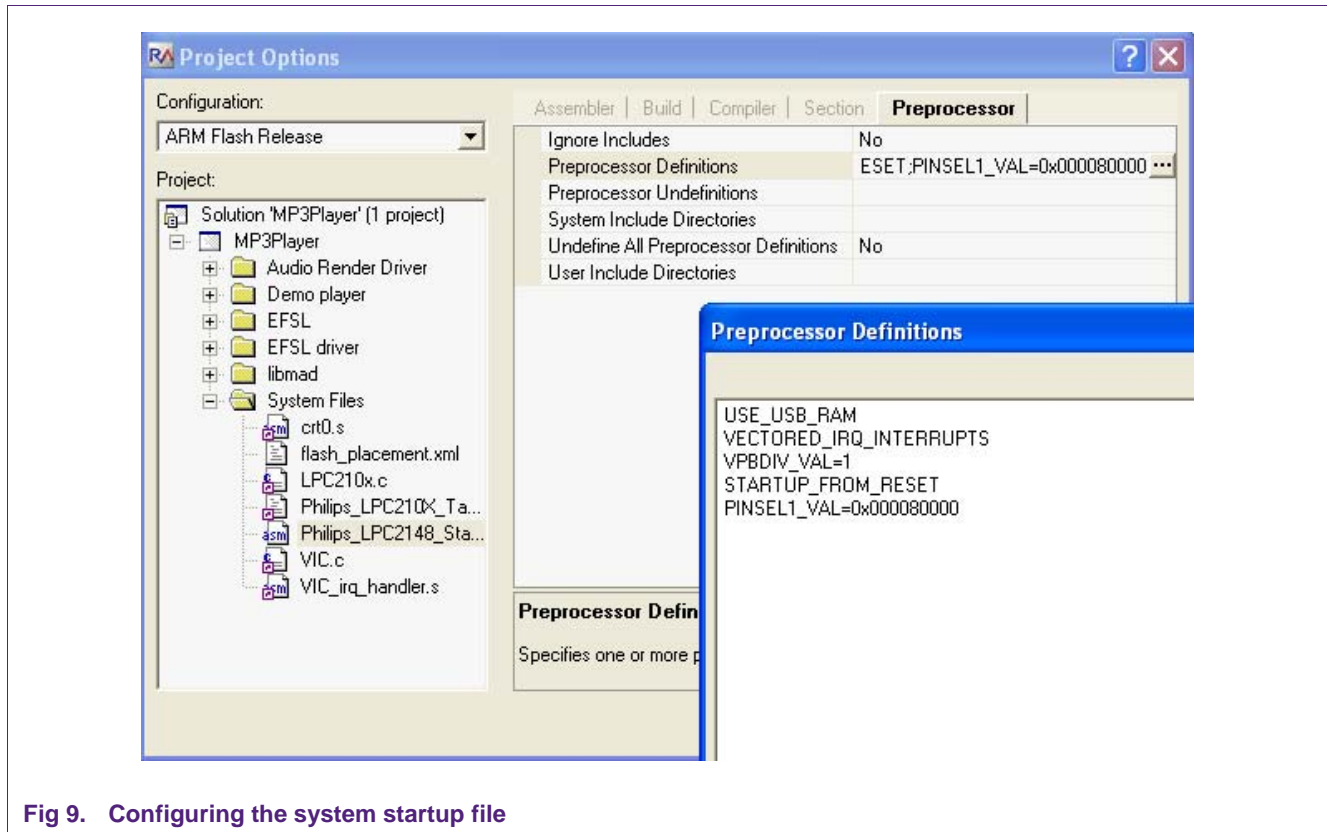 Project Options
Configuration:
ARM Flash Release
Project:
Solution 'MP3Player' (1 project)
MP3Player
Audio Render Driver
Demo player
EFSL
EFSL driver
libmad
System Files
crt0.s
flash_placement.xml
LPC210x.c
Philips_LPC210X_Ta...
Philips_LPC2148_Sta...
VIC.c
VIC_irq_handler.s
Assembler | Build | Compiler | Section Preprocessor
Ignore Includes No
Preprocessor Definitions ESET;PINSEL1_VAL=0x000080000 ...
Preprocessor Undefinitions
System Include Directories
Undefine All Preprocessor Definitions No
User Include Directories
Preprocessor Defin
Specifies one or more p
Preprocessor Definitions
USE_USB_RAM
VECTORED_IRQ_INTERRUPTS
VPBDIV_VAL=1
STARTUP_FROM_RESET
PINSEL1_VAL=0x000080000
Fig 9. Configuring the system startup file